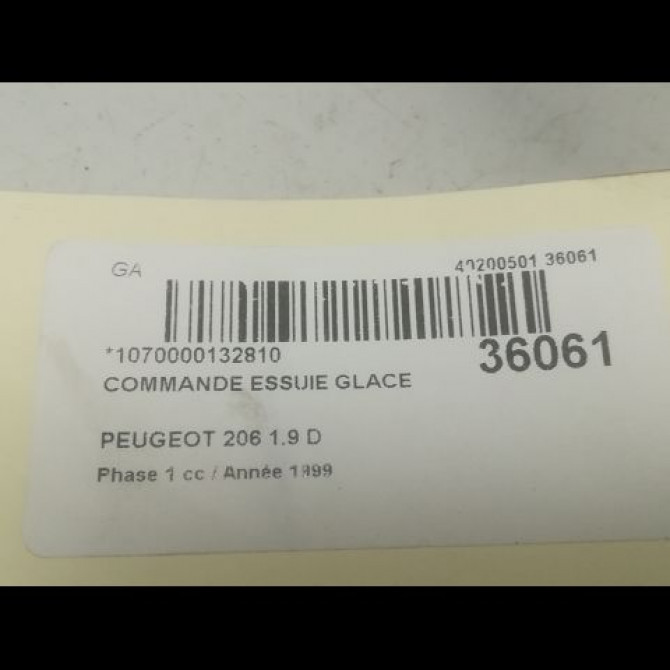 GA
40200501 36061
*1070000132810
36061
COMMANDE ESSUIE GLACE
PEUGEOT 206 1.9 D
Phase 1 cc / Année 1999